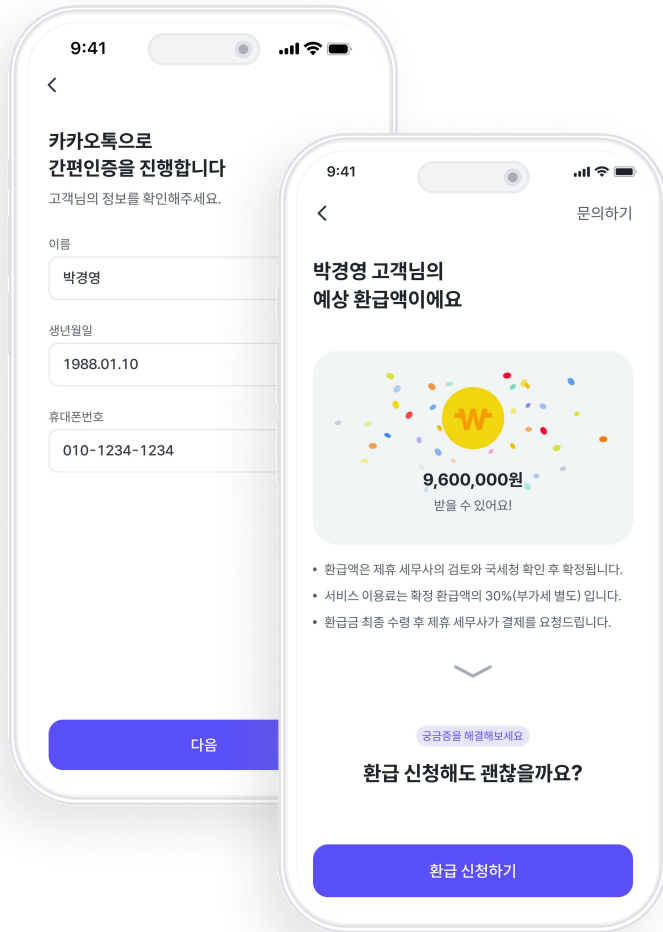 9:41
카카오톡으로
간편인증을 진행합니다
고객님의 정보를 확인해주세요.
이름
박경영
생년월일
1988.01.10
휴대폰번호
010-1234-1234
다음
9:41
문의하기
박경영 고객님의
예상 환급액이에요
W
9,600,000원
받을 수 있어요!
• 환급액은 제휴 세무사의 검토와 국세청 확인 후 확정됩니다.
• 서비스 이용료는 확정 환급액의 30%(부가세 별도) 입니다.
• 환급금 최종 수령 후 제휴 세무사가 결제를 요청드립니다.
궁금증을 해결해보세요
환급 신청해도 괜찮을까요?
환급 신청하기